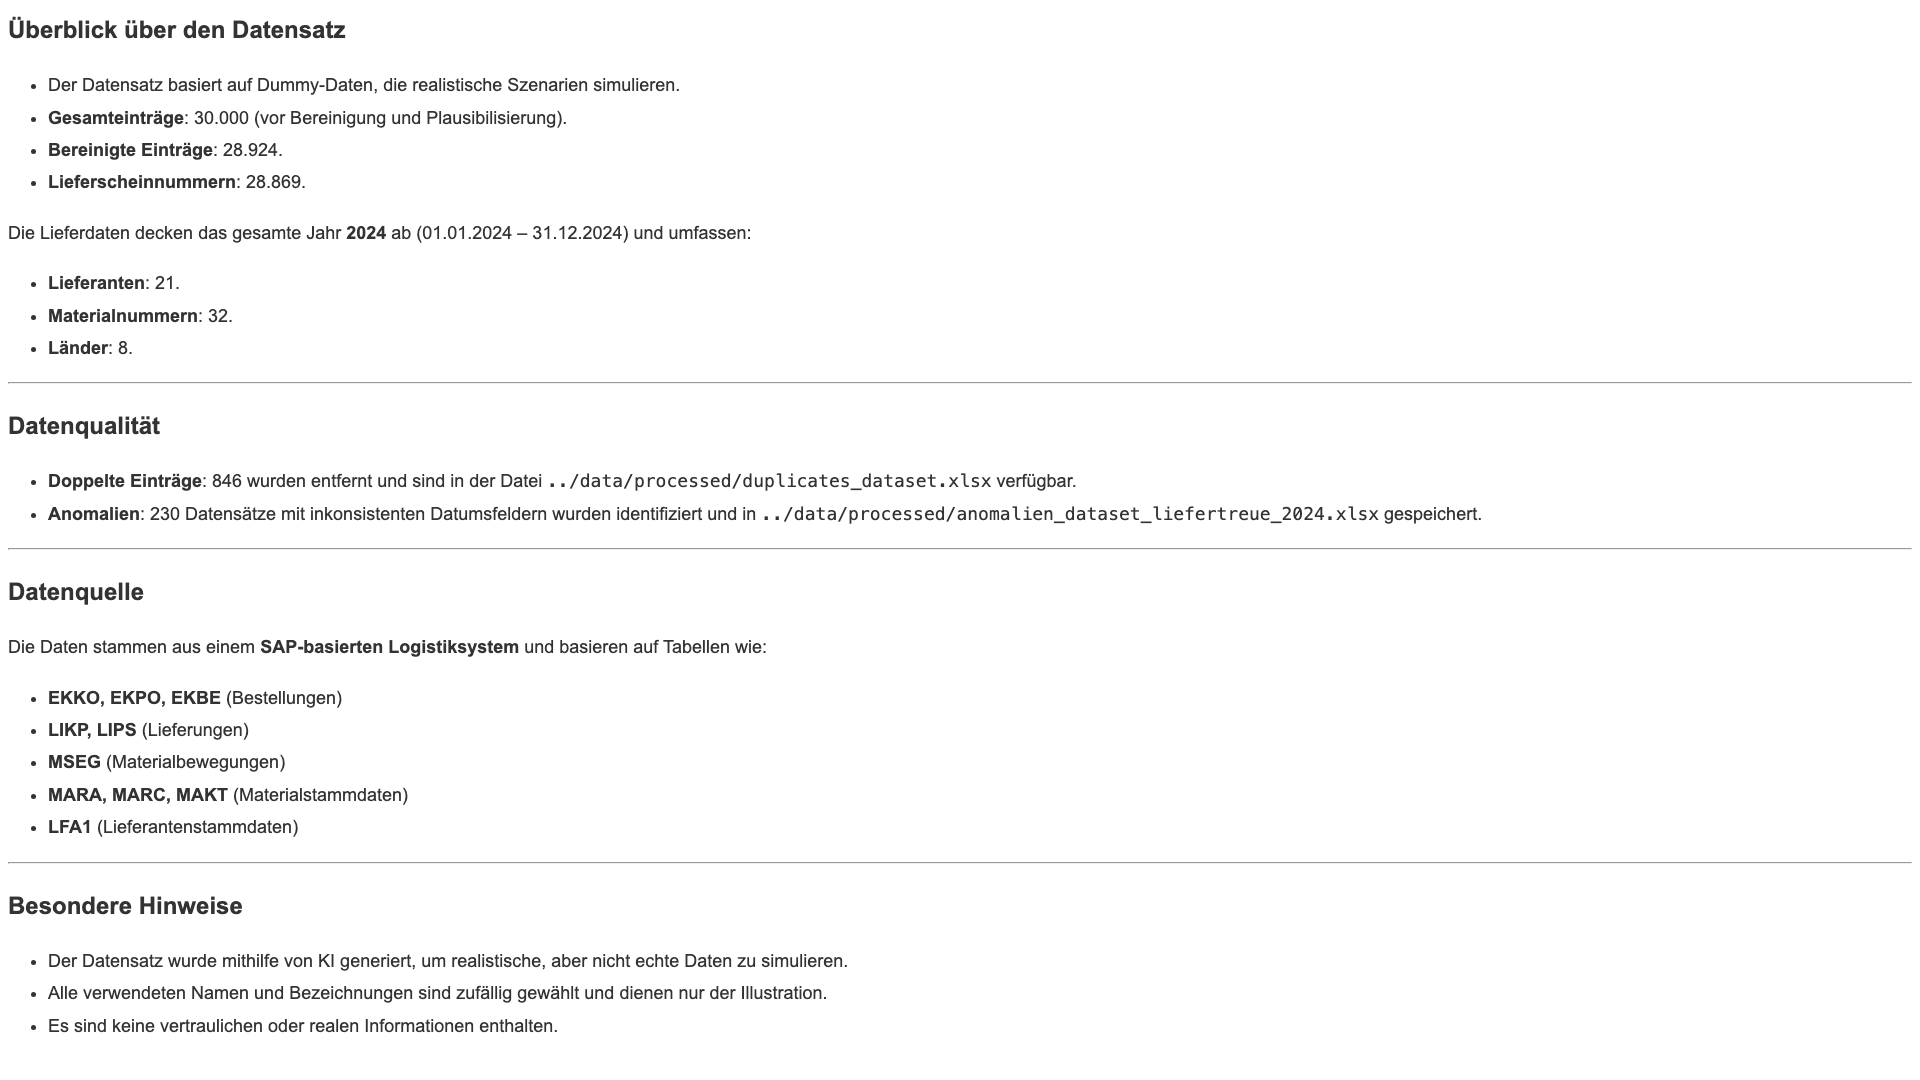 Überblick über den Datensatz
• Der Datensatz basiert auf Dummy-Daten, die realistische Szenarien simulieren.
• Gesamteinträge: 30.000 (vor Bereinigung und Plausibilisierung).
• Bereinigte Einträge: 28.924.
• Lieferscheinnummern: 28.869.
Die Lieferdaten decken das gesamte Jahr 2024 ab (01.01.2024 – 31.12.2024) und umfassen:
• Lieferanten: 21.
• Materialnummern: 32.
• Länder: 8.
Datenqualität
• Doppelte Einträge: 846 wurden entfernt und sind in der Datei ../data/processed/duplicates_dataset.xlsx verfügbar.
• Anomalien: 230 Datensätze mit inkonsistenten Datumsfeldern wurden identifiziert und in ../data/processed/anomalien_dataset_liefertreue_2024.xlsx gespeichert.
Datenquelle
Die Daten stammen aus einem SAP-basierten Logistiksystem und basieren auf Tabellen wie:
• EKKO, EKPO, EKBE (Bestellungen)
• LIKP, LIPS (Lieferungen)
• MSEG (Materialbewegungen)
• MARA, MARC, MAKT (Materialstammdaten)
• LFA1 (Lieferantenstammdaten)
Besondere Hinweise
• Der Datensatz wurde mithilfe von KI generiert, um realistische, aber nicht echte Daten zu simulieren.
• Alle verwendeten Namen und Bezeichnungen sind zufällig gewählt und dienen nur der Illustration.
• Es sind keine vertraulichen oder realen Informationen enthalten.